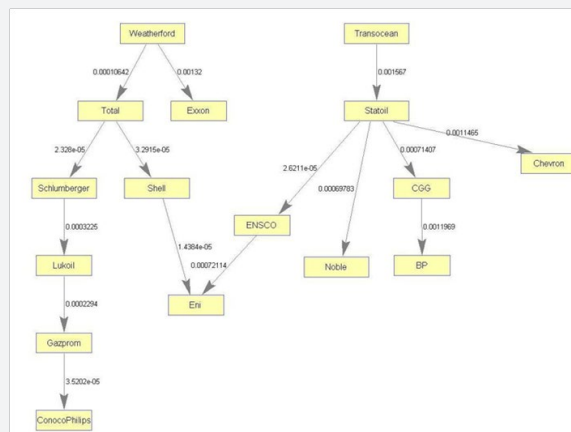 Weatherford
Transocean
0.00010642
0.00132
0.001567
Total
Exxon
Statoil
2.328e-05
3.2915e-05
2.6211e-05
0.00069783
0.00071407
0.0011465
Chevron
Schlumberger
Shell
CGG
0.0003225
1.4384e-05
ENSCO
0.0011969
0.00072114
Lukoil
Noble
BP
Eni
0.0002294
Gazprom
3.5202e-05
ConocoPhilips